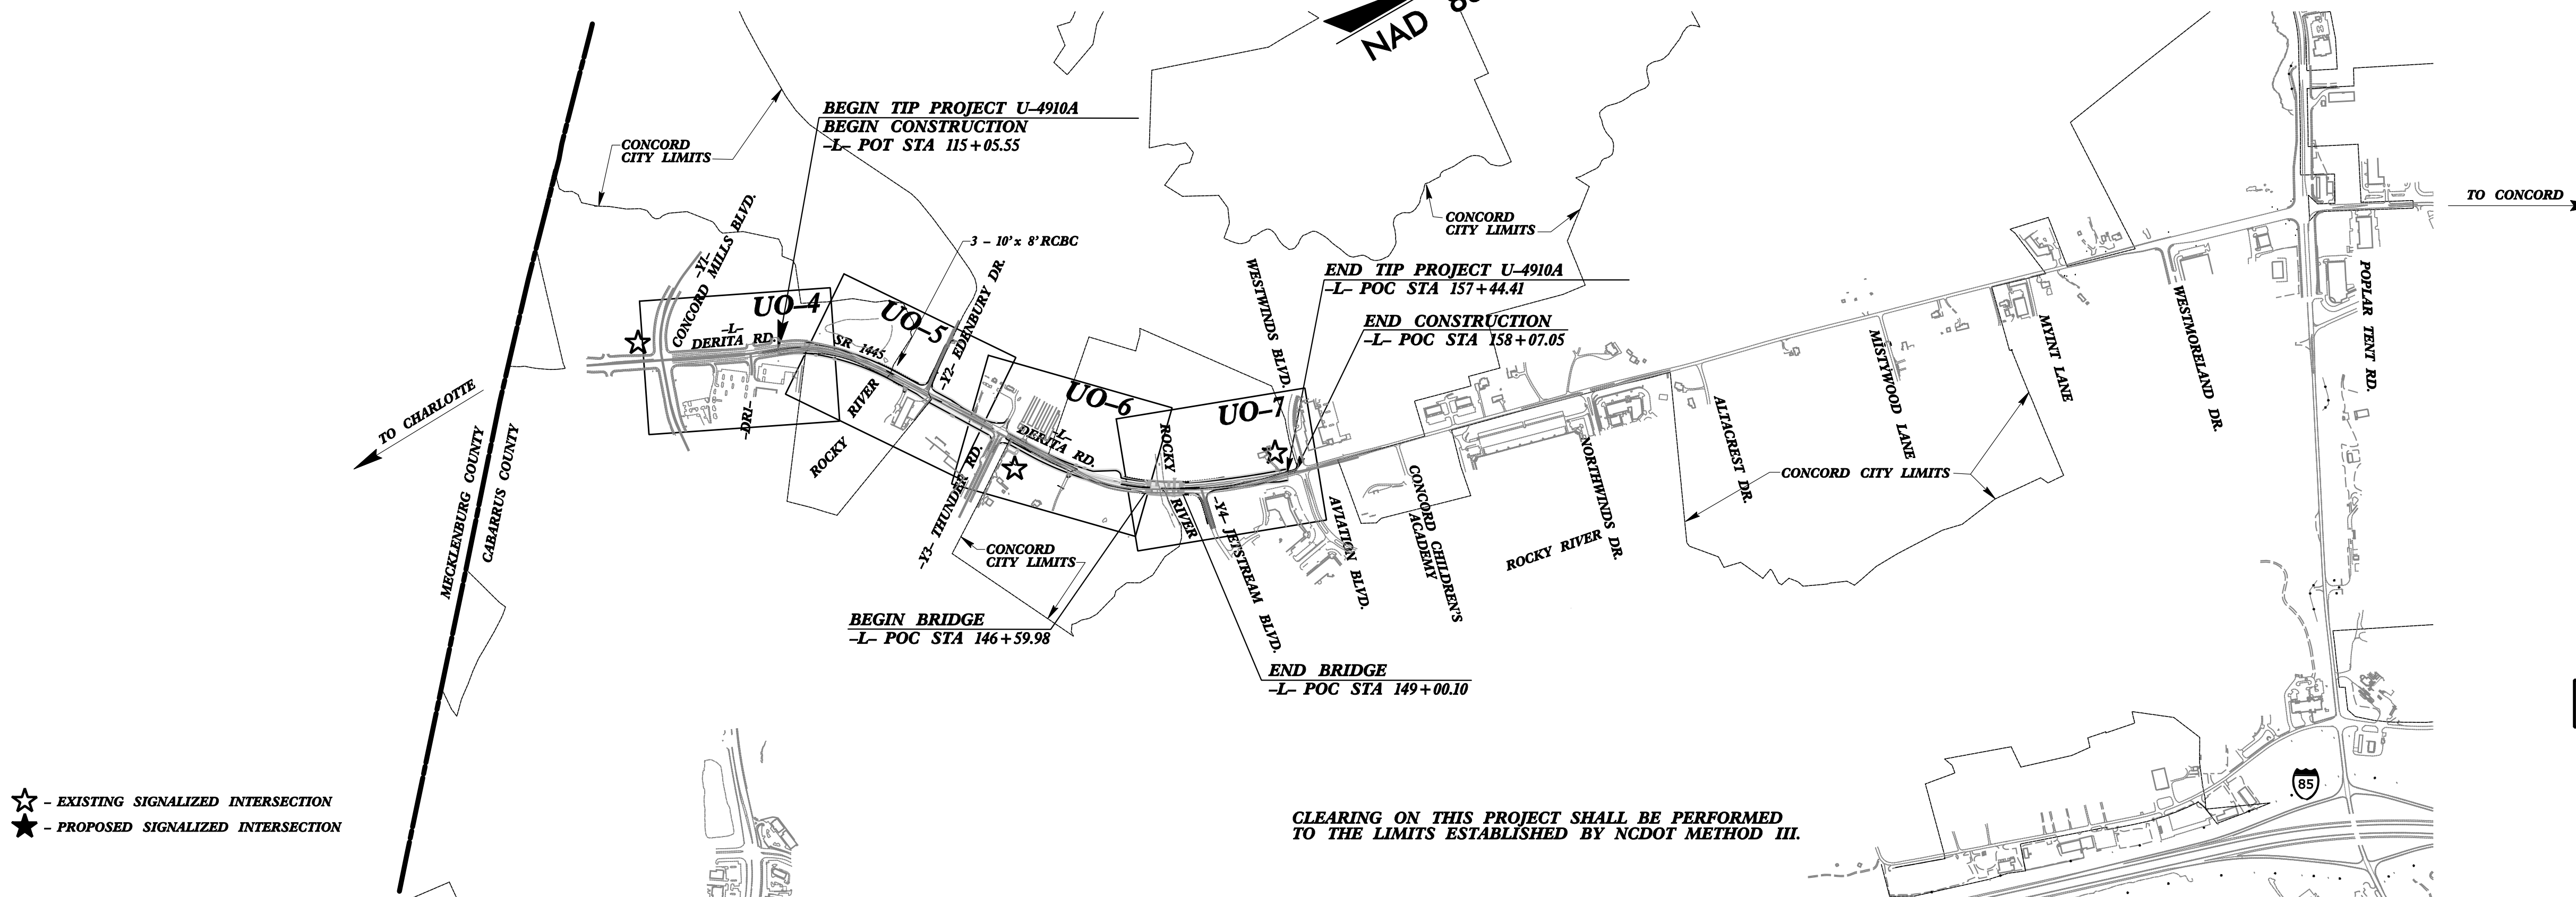 NAD
BEGIN TIP PROJECT U-4910A
BEGIN CONSTRUCTION
-L- POT STA 115+05.55
CONCORD
CITY LIMITS
-Y1-
CONCORD MILLS BLVD.
3 - 10' x 8' RCBC
CONCORD
CITY LIMITS
TO CONCORD
END TIP PROJECT U-4910A
-L- POC STA 157+44.41
END CONSTRUCTION
-L- POC STA 158+07.05
WESTWINDS BLVD.
-Y2- EDENBURY DR.
UO-4
UO-5
UO-6
UO-7
-L-
DERITA RD.
SR 1445
-DR1-
ROCKY
RIVER
-L-
DERITA RD.
ROCKY
RIVER
-Y3- THUNDER RD.
-Y4- JETSTREAM BLVD.
AVIATION BLVD.
CONCORD CHILDREN'S
ACADEMY
NORTHWINDS DR.
ROCKY RIVER
ALTACREST DR.
MISTYWOOD LANE
MYINT LANE
WESTMORELAND DR.
POPLAR TENT RD.
CONCORD CITY LIMITS
TO CHARLOTTE
MECKLENBURG COUNTY
CABARRUS COUNTY
CONCORD
CITY LIMITS
BEGIN BRIDGE
-L- POC STA 146+59.98
END BRIDGE
-L- POC STA 149+00.10
85
- EXISTING SIGNALIZED INTERSECTION
- PROPOSED SIGNALIZED INTERSECTION
CLEARING ON THIS PROJECT SHALL BE PERFORMED
TO THE LIMITS ESTABLISHED BY NCDOT METHOD III.